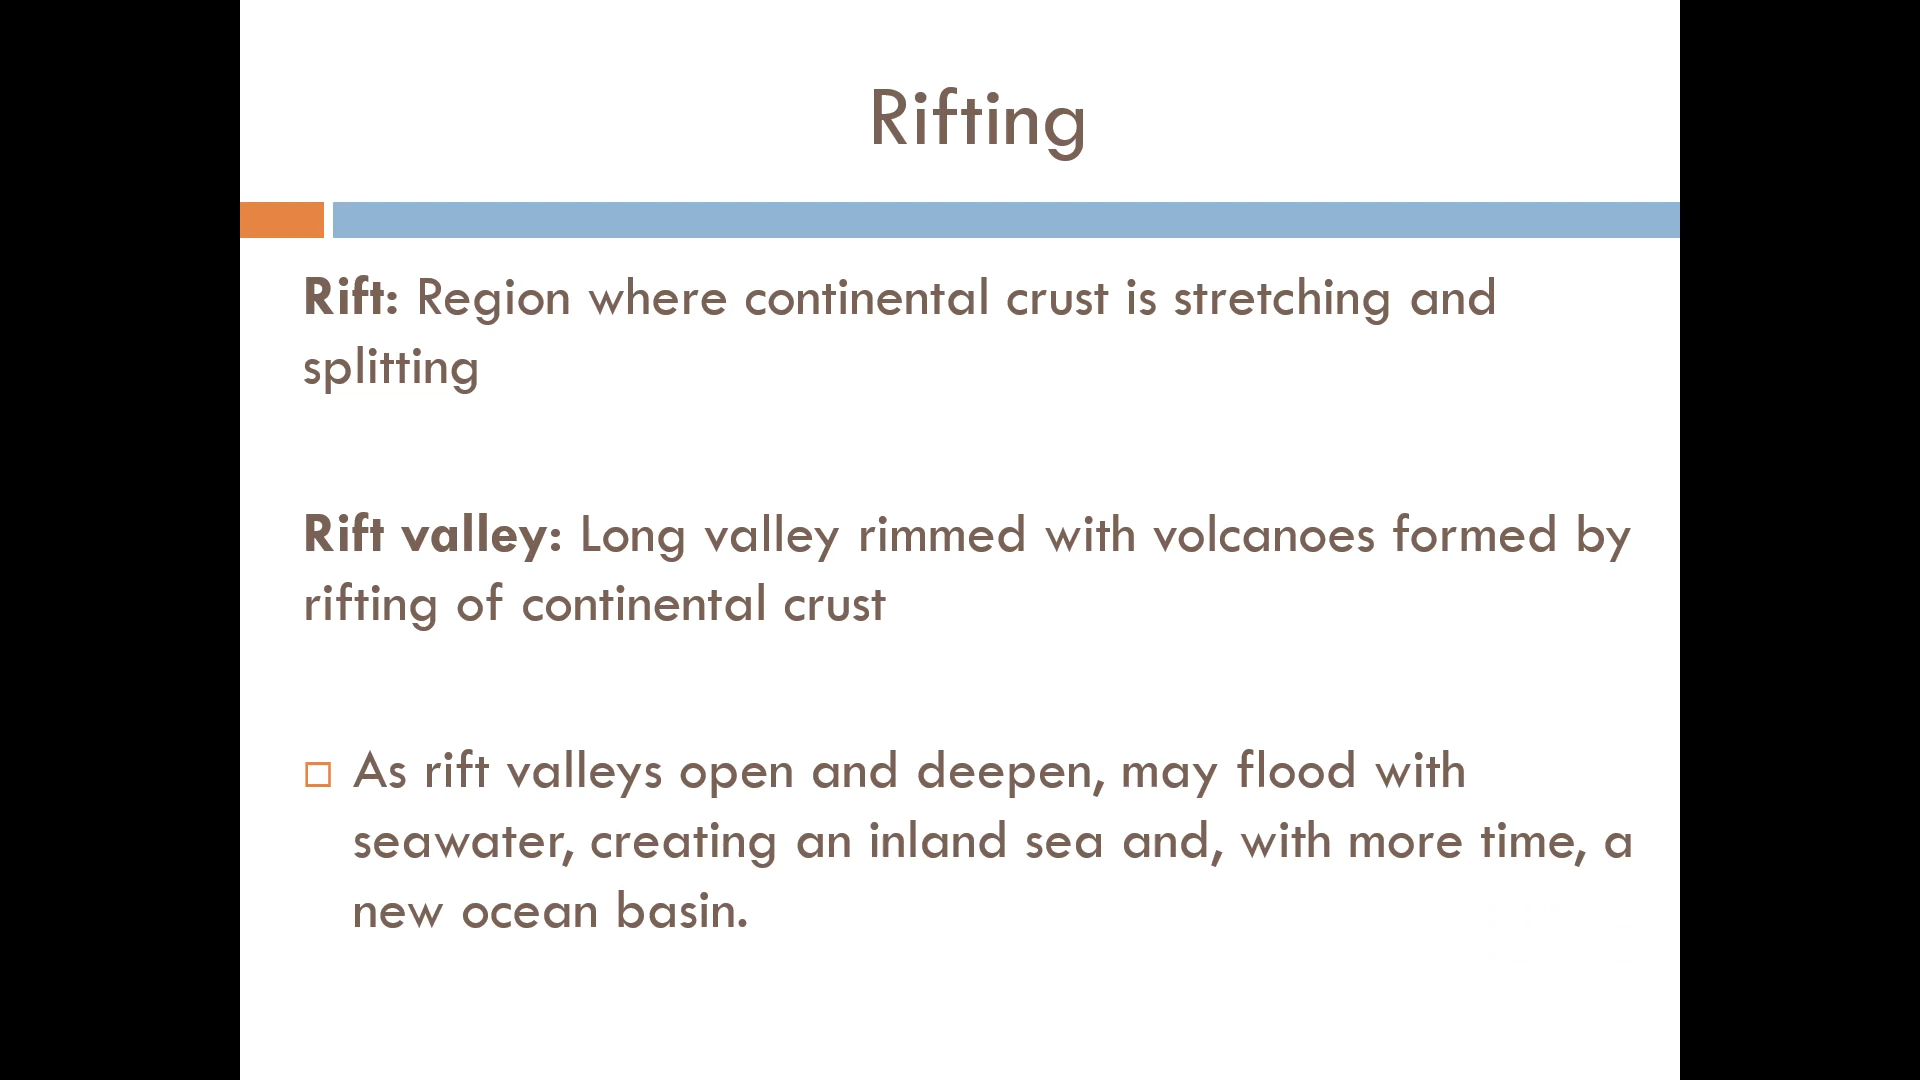 Rifting
Rift: Region where continental crust is stretching and
splitting
Rift valley: Long valley rimmed with volcanoes formed by
rifting of continental crust
As rift valleys open and deepen, may flood with
seawater, creating an inland sea and, with more time, a
new ocean basin.